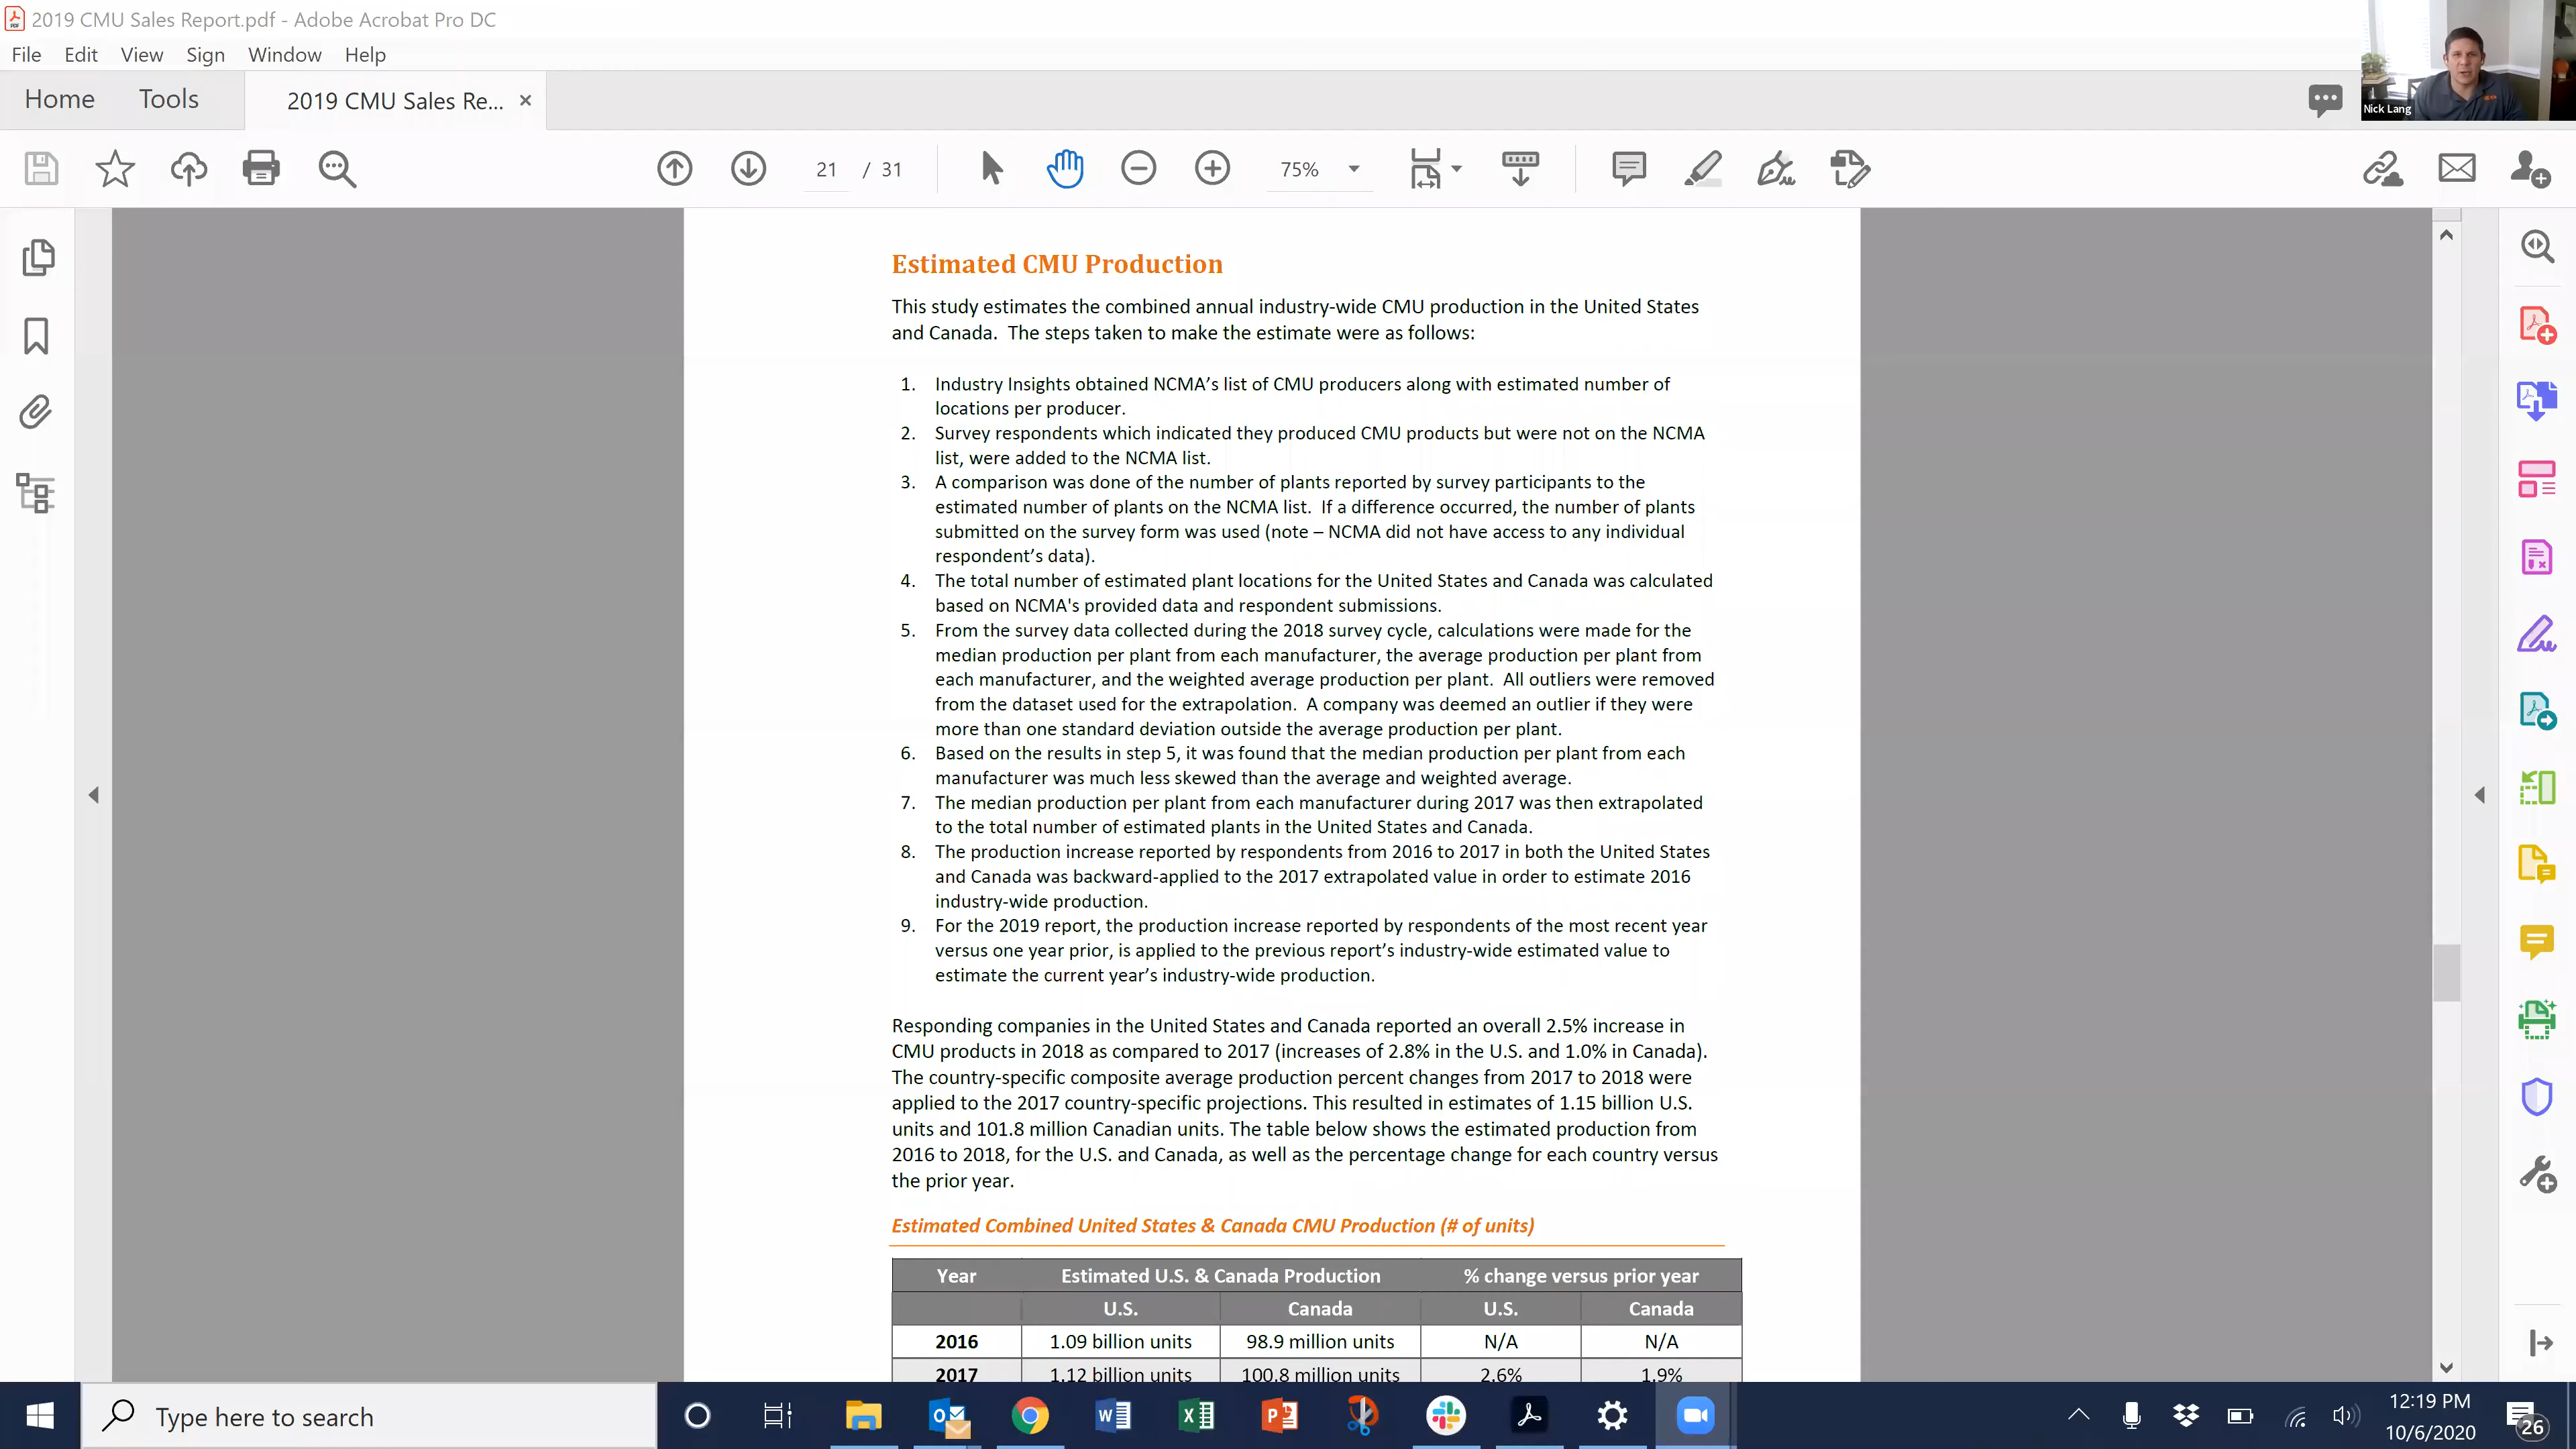 2019 CMU Sales Report.pdf - Adobe Acrobat Pro DC
File Edit View Sign Window Help
Home Tools 2019 CMU Sales Re... ×
Nick Lang
21 / 31 75%
Estimated CMU Production
This study estimates the combined annual industry-wide CMU production in the United States
and Canada. The steps taken to make the estimate were as follows:
1. Industry Insights obtained NCMA’s list of CMU producers along with estimated number of
locations per producer.
2. Survey respondents which indicated they produced CMU products but were not on the NCMA
list, were added to the NCMA list.
3. A comparison was done of the number of plants reported by survey participants to the
estimated number of plants on the NCMA list. If a difference occurred, the number of plants
submitted on the survey form was used (note – NCMA did not have access to any individual
respondent’s data).
4. The total number of estimated plant locations for the United States and Canada was calculated
based on NCMA's provided data and respondent submissions.
5. From the survey data collected during the 2018 survey cycle, calculations were made for the
median production per plant from each manufacturer, the average production per plant from
each manufacturer, and the weighted average production per plant. All outliers were removed
from the dataset used for the extrapolation. A company was deemed an outlier if they were
more than one standard deviation outside the average production per plant.
6. Based on the results in step 5, it was found that the median production per plant from each
manufacturer was much less skewed than the average and weighted average.
7. The median production per plant from each manufacturer during 2017 was then extrapolated
to the total number of estimated plants in the United States and Canada.
8. The production increase reported by respondents from 2016 to 2017 in both the United States
and Canada was backward-applied to the 2017 extrapolated value in order to estimate 2016
industry-wide production.
9. For the 2019 report, the production increase reported by respondents of the most recent year
versus one year prior, is applied to the previous report’s industry-wide estimated value to
estimate the current year’s industry-wide production.
Responding companies in the United States and Canada reported an overall 2.5% increase in
CMU products in 2018 as compared to 2017 (increases of 2.8% in the U.S. and 1.0% in Canada).
The country-specific composite average production percent changes from 2017 to 2018 were
applied to the 2017 country-specific projections. This resulted in estimates of 1.15 billion U.S.
units and 101.8 million Canadian units. The table below shows the estimated production from
2016 to 2018, for the U.S. and Canada, as well as the percentage change for each country versus
the prior year.
Estimated Combined United States & Canada CMU Production (# of units)
Year Estimated U.S. & Canada Production % change versus prior year
U.S. Canada U.S. Canada
2016 1.09 billion units 98.9 million units N/A N/A
2017 1.12 billion units 100.8 million units 2.6% 1.9%
Type here to search
12:19 PM
10/6/2020
26